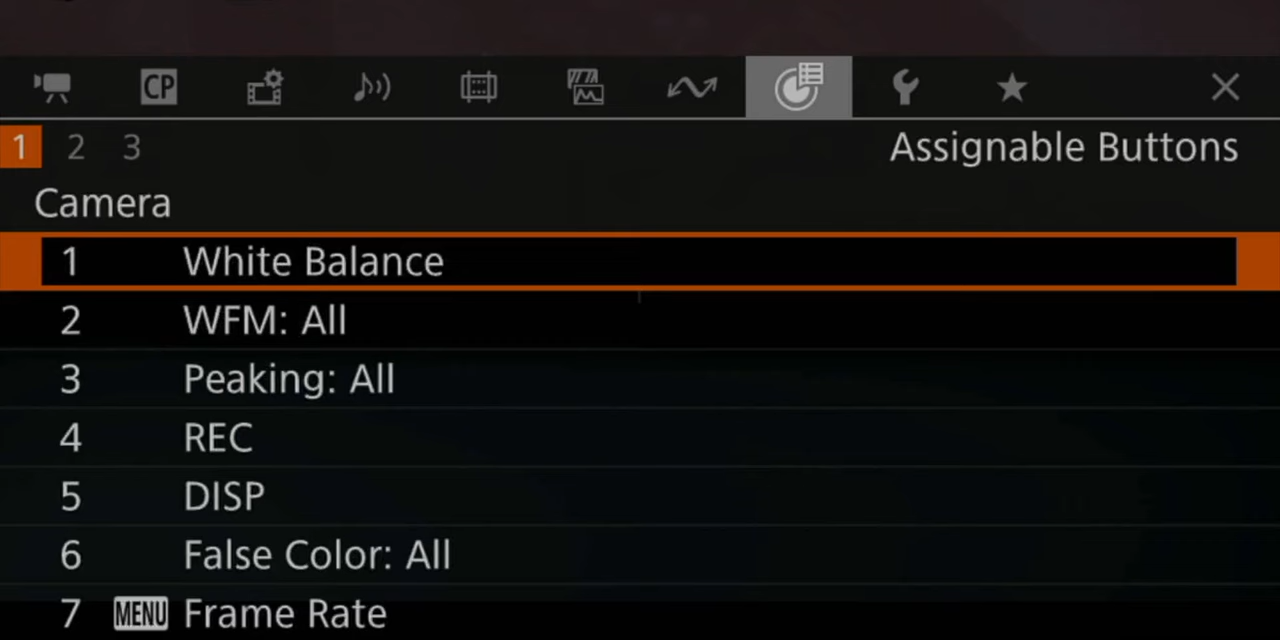 CP
1 2 3 Assignable Buttons
Camera
1 White Balance
2 WFM: All
3 Peaking: All
4 REC
5 DISP
6 False Color: All
7 MENU Frame Rate